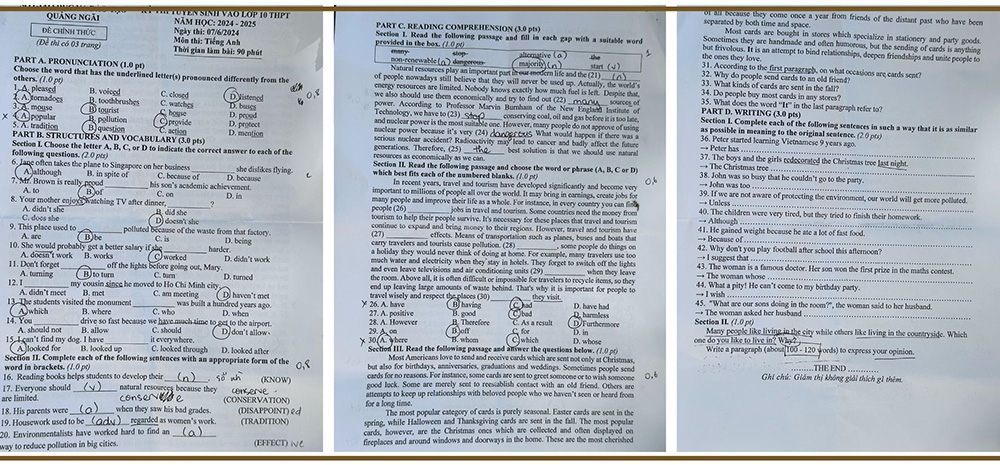 QUẢNG NGÃI
ĐỀ CHÍNH THỨC
(Đề thi có 03 trang)
KỲ THI TUYỂN SINH VÀO LỚP 10 THPT
NĂM HỌC: 2024 - 2025
Ngày thi: 07/6/2024
Môn thi: Tiếng Anh
Thời gian làm bài: 90 phút
PART A. PRONUNCIATION (1.0 pt)
Choose the word that has the underlined letter(s) pronounced differently from the
others. (1.0 pt)
1. A. pleased B. voiced C. closed D. listened
2. A. tornadoes B. toothbrushes C. watches D. buses
3. A. mouse B. tourist C. house D. proud
4. A. popular B. pollution C. provide D. protect
5. A. tradition B. question C. action D. mention
0,8
PART B. STRUCTURES AND VOCABULARY (3.0 pts)
Section I. Choose the letter A, B, C, or D to indicate the correct answer to each of the
following questions. (2.0 pts)
6. Jane often takes the plane to Singapore on her business ______ she dislikes flying.
A. although B. in spite of C. because of D. because
7. Mr. Brown is really proud ______ his son's academic achievement.
A. to B. of C. on D. in
8. Your mother enjoys watching TV after dinner, ______?
A. didn't she B. did she
C. does she D. doesn't she
9. This place used to ______ polluted because of the waste from that factory.
A. are B. be C. is D. being
10. She would probably get a better salary if she ______ harder.
A. doesn't work B. works C. worked D. didn't work
11. Don't forget ______ off the lights before going out, Mary.
A. turning B. to turn C. turn D. turned
12. I ______ my cousin since he moved to Ho Chi Minh City.
A. didn't meet B. met C. am meeting D. haven't met
13. The students visited the monument ______ was built a hundred years ago.
A. which B. where C. who D. when
14. You ______ drive so fast because we have much time to get to the airport.
A. should not B. allow C. should D. don't allow
15. I can't find my dog. I have ______ it everywhere.
A. looked for B. looked up C. looked through D. looked after
Section II. Complete each of the following sentences with an appropriate form of the
word in brackets. (1.0 pt)
0,8
16. Reading books helps students to develop their (n) (KNOW)
17. Everyone should (v) natural resources because they
are limited. conserve (CONSERVATION)
18. His parents were (a) when they saw his bad grades. (DISAPPOINT) ed
19. Housework used to be (adv) regarded as women's work. (TRADITION)
20. Environmentalists have worked hard to find an (a)
way to reduce pollution in big cities. (EFFECT) ive
PART C. READING COMPREHENSION (3.0 pts)
Section I. Read the following passage and fill in each gap with a suitable word
provided in the box. (1.0 pt)
many stop alternative (a) the
non-renewable (a) dangerous majority (n) start (v)
Natural resources play an important part in our modern life and the (21) (n)
of people nowadays still believe that they will never be used up. Actually, the world's
energy resources are limited. Nobody knows exactly how much fuel is left. Despite that,
we also should use them economically and try to find out (22) many sources of
power. According to Professor Marvin Burnham of the New England Institute of
Technology, we have to (23) stop conserving coal, oil and gas before it is too late,
and nuclear power is the most suitable one. However, many people do not approve of using
nuclear power because it's very (24) dangerous What would happen if there was a
serious nuclear accident? Radioactivity may lead to cancer and badly affect the future
generations. Therefore, (25) the best solution is that we should use natural
resources as economically as we can.
Section II. Read the following passage and choose the word or phrase (A, B, C or D)
which best fits each of the numbered blanks. (1.0 pt)
0,6
In recent years, travel and tourism have developed significantly and become very
important to millions of people all over the world. It may bring in earnings, create jobs for
many people and improve their life as a whole. For instance, in every country you can find
people (26) ______ jobs in travel and tourism. Some countries need the money from
tourism to help their people survive. It's necessary for these places that travel and tourism
continue to expand and bring money to their regions. However, travel and tourism have
(27) ______ effects. Means of transportation such as planes, buses and boats that
carry travelers and tourists cause pollution. (28) ______, some people do things on
a holiday they would never think of doing at home. For example, many travelers use too
much water and electricity when they stay in hotels. They forget to switch off the lights
and even leave televisions and air conditioning units (29) ______ when they leave
the room. Above all, it is often difficult or impossible for travelers to recycle items, so they
end up leaving large amounts of waste behind. That's why it is important for people to
travel wisely and respect the places (30) ______ they visit.
26. A. have B. having C. had D. have had
27. A. positive B. good C. bad D. harmless
28. A. However B. Therefore C. As a result D. Furthermore
29. A. on B. off C. for D. in
30. A. where B. whom C. which D. whose
Section III. Read the passage and answer the questions below. (1.0 pt)
Most Americans love to send and receive cards which are sent not only at Christmas,
but also for birthdays, anniversaries, graduations and weddings. Sometimes people send
cards for no reasons. For instance, some cards are sent to greet someone or to wish someone
0,6
good luck. Some are merely sent to reestablish contact with an old friend. Others are
attempts to keep up relationships with beloved people who we haven't seen or heard from
for a long time.
The most popular category of cards is purely seasonal. Easter cards are sent in the
spring, while Halloween and Thanksgiving cards are sent in the fall. The most popular
cards, however, are the Christmas ones which are collected and often displayed on
fireplaces and around windows and doorways in the home. These are the most cherished
of all because they come once a year from friends of the distant past who have been
separated by both time and space.
Most cards are bought in stores which specialize in stationery and party goods.
Sometimes they are handmade and often humorous, but the sending of cards is anything
but frivolous. It is an attempt to bind relationships, deepen friendships and unite people to
the ones they love.
31. According to the first paragraph, on what occasions are cards sent?
32. Why do people send cards to an old friend?
33. What kinds of cards are sent in the fall?
34. Do people buy most cards in any stores?
35. What does the word "It" in the last paragraph refer to?
PART D. WRITING (3.0 pts)
Section I. Complete each of the following sentences in such a way that it is as similar
as possible in meaning to the original sentence. (2.0 pts)
36. Peter started learning Vietnamese 9 years ago.
→ Peter has
37. The boys and the girls redecorated the Christmas tree last night.
→ The Christmas tree
38. John was so busy that he couldn't go to the party.
→ John was too
39. If we are not aware of protecting the environment, our world will get more polluted.
→ Unless
40. The children were very tired, but they tried to finish their homework.
→ Although
41. He gained weight because he ate a lot of fast food.
→ Because of
42. Why don't you play football after school this afternoon?
→ I suggest that
43. The woman is a famous doctor. Her son won the first prize in the maths contest.
→ The woman whose
44. What a pity! He can't come to my birthday party.
→ I wish
45. "What are our sons doing in the room?", the woman said to her husband.
→ The woman asked her husband
Section II. (1.0 pt)
Many people like living in the city while others like living in the countryside. Which
one do you like to live in? Why?
Write a paragraph (about 100 - 120 words) to express your opinion.
..........THE END..........
Ghi chú: Giám thị không giải thích gì thêm.